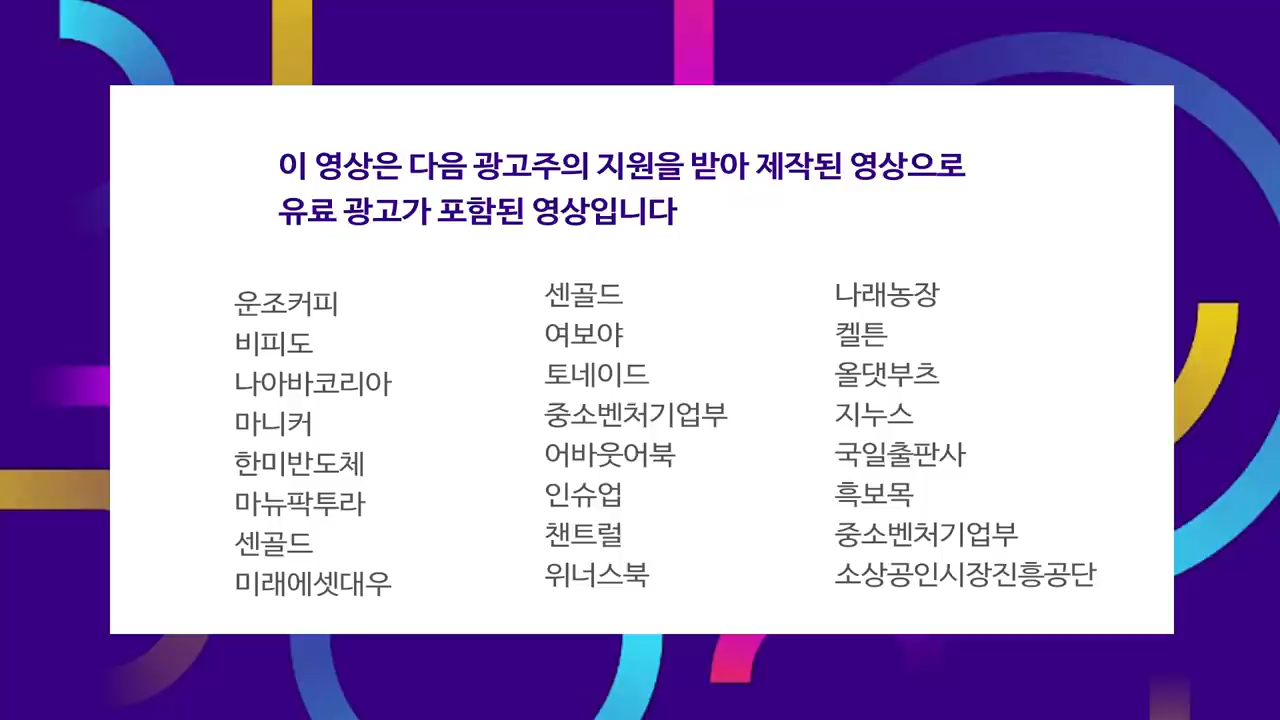 이 영상은 다음 광고주의 지원을 받아 제작된 영상으로
유료 광고가 포함된 영상입니다
운조커피
비피도
나아바코리아
마니커
한미반도체
마뉴팍투라
센골드
미래에셋대우
센골드
여보야
토네이드
중소벤처기업부
어바웃어북
인슈업
챈트럴
위너스북
나래농장
켈튼
올댓부츠
지누스
국일출판사
흑보목
중소벤처기업부
소상공인시장진흥공단